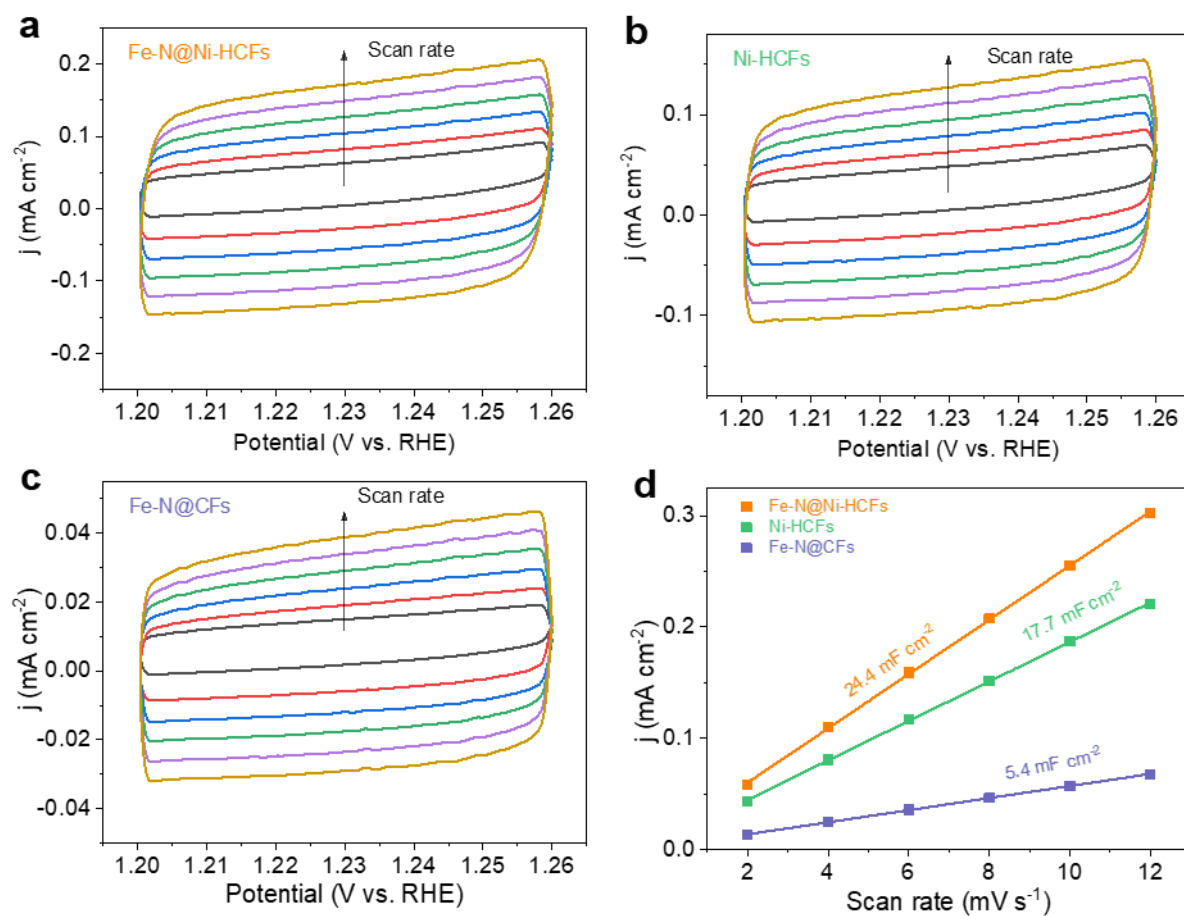 a
Fe-N@Ni-HCFs
Scan rate
0.2
0.1
0.0
-0.1
-0.2
j (mA cm-2)
1.20 1.21 1.22 1.23 1.24 1.25 1.26
Potential (V vs. RHE)
b
Ni-HCFs
Scan rate
0.1
0.0
-0.1
j (mA cm-2)
1.20 1.21 1.22 1.23 1.24 1.25 1.26
Potential (V vs. RHE)
c
Fe-N@CFs
Scan rate
0.04
0.02
0.00
-0.02
-0.04
j (mA cm-2)
1.20 1.21 1.22 1.23 1.24 1.25 1.26
Potential (V vs. RHE)
d
Fe-N@Ni-HCFs
Ni-HCFs
Fe-N@CFs
24.4 mF cm-2
17.7 mF cm-2
5.4 mF cm-2
0.3
0.2
0.1
0.0
j (mA cm-2)
2 4 6 8 10 12
Scan rate (mV s-1)